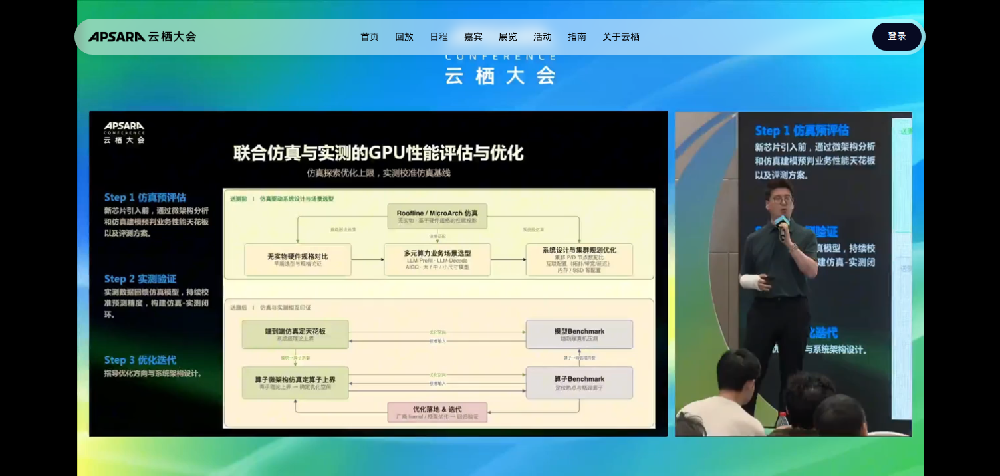 APSARA 云栖大会
首页 回放 日程 嘉宾 展览 活动 指南 关于云栖
登录
CONFERENCE
云栖大会
APSARA
CONFERENCE
云栖大会
联合仿真与实测的GPU性能评估与优化
仿真探索优化上限，实测校准仿真基线
Step 1 仿真预评估
新芯片引入前，通过微架构分析
和仿真建模预判业务性能天花板
以及评测方案。
Step 2 实测验证
实测数据回馈仿真模型，持续校
准预测精度，构建仿真-实测闭
环。
Step 3 优化迭代
指导优化方向与系统架构设计。
送测前 | 仿真驱动系统设计与场景选型
Roofline / MicroArch 仿真
无实物 · 基于硬件规格的性能投影
无实物硬件规格对比
早期选型与规格论证
多元算力业务场景选型
LLM-Prefill · LLM-Decode
AIGC · 大 / 中 / 小尺寸模型
系统设计与集群规划优化
集群 P/D 节点数配比
互联配置（拓扑/带宽/延迟）
内存 / SSD 等配置
送测后 | 仿真与实测相互印证
端到端仿真定天花板
系统级理论上界
优化空间
校准输入
模型Benchmark
端到端真机压测
算子微架构仿真定算子上界
算子理论上界 → 确定优化空间
优化空间
校准输入
算子Benchmark
定位热点与瓶颈算子
优化落地 & 迭代
厂商 kernel / 框架优化 → 回归验证
Step 1 仿真预评估
新芯片引入前，通过微架构分析
和仿真建模预判业务性能天花板
以及评测方案。
测验证
真模型，持续校
建仿真-实测闭
化迭代
与系统架构设计。